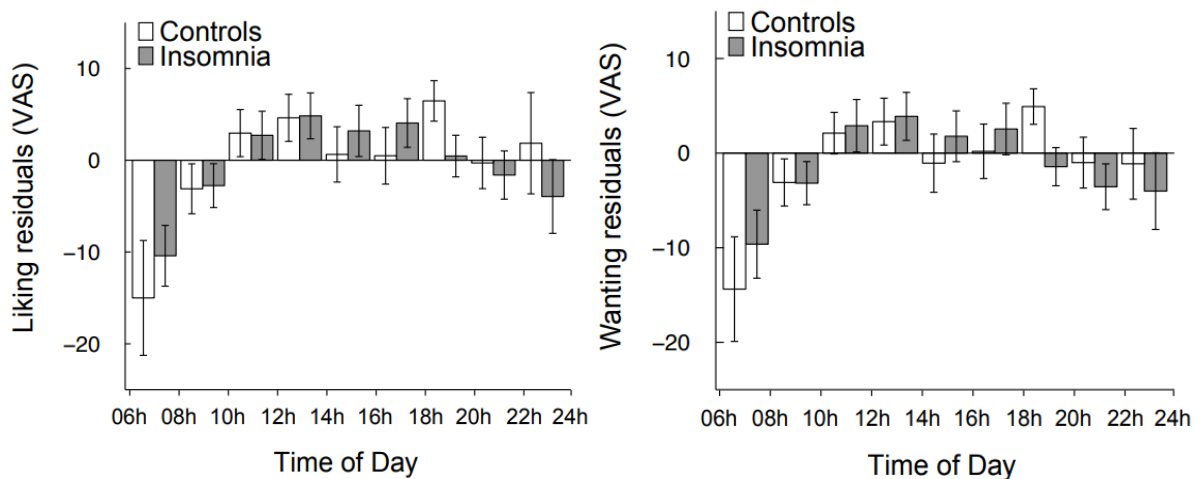 Controls
Insomnia
Liking residuals (VAS)
10
0
−10
−20
06h 08h 10h 12h 14h 16h 18h 20h 22h 24h
Time of Day
Controls
Insomnia
Wanting residuals (VAS)
10
0
−10
−20
06h 08h 10h 12h 14h 16h 18h 20h 22h 24h
Time of Day